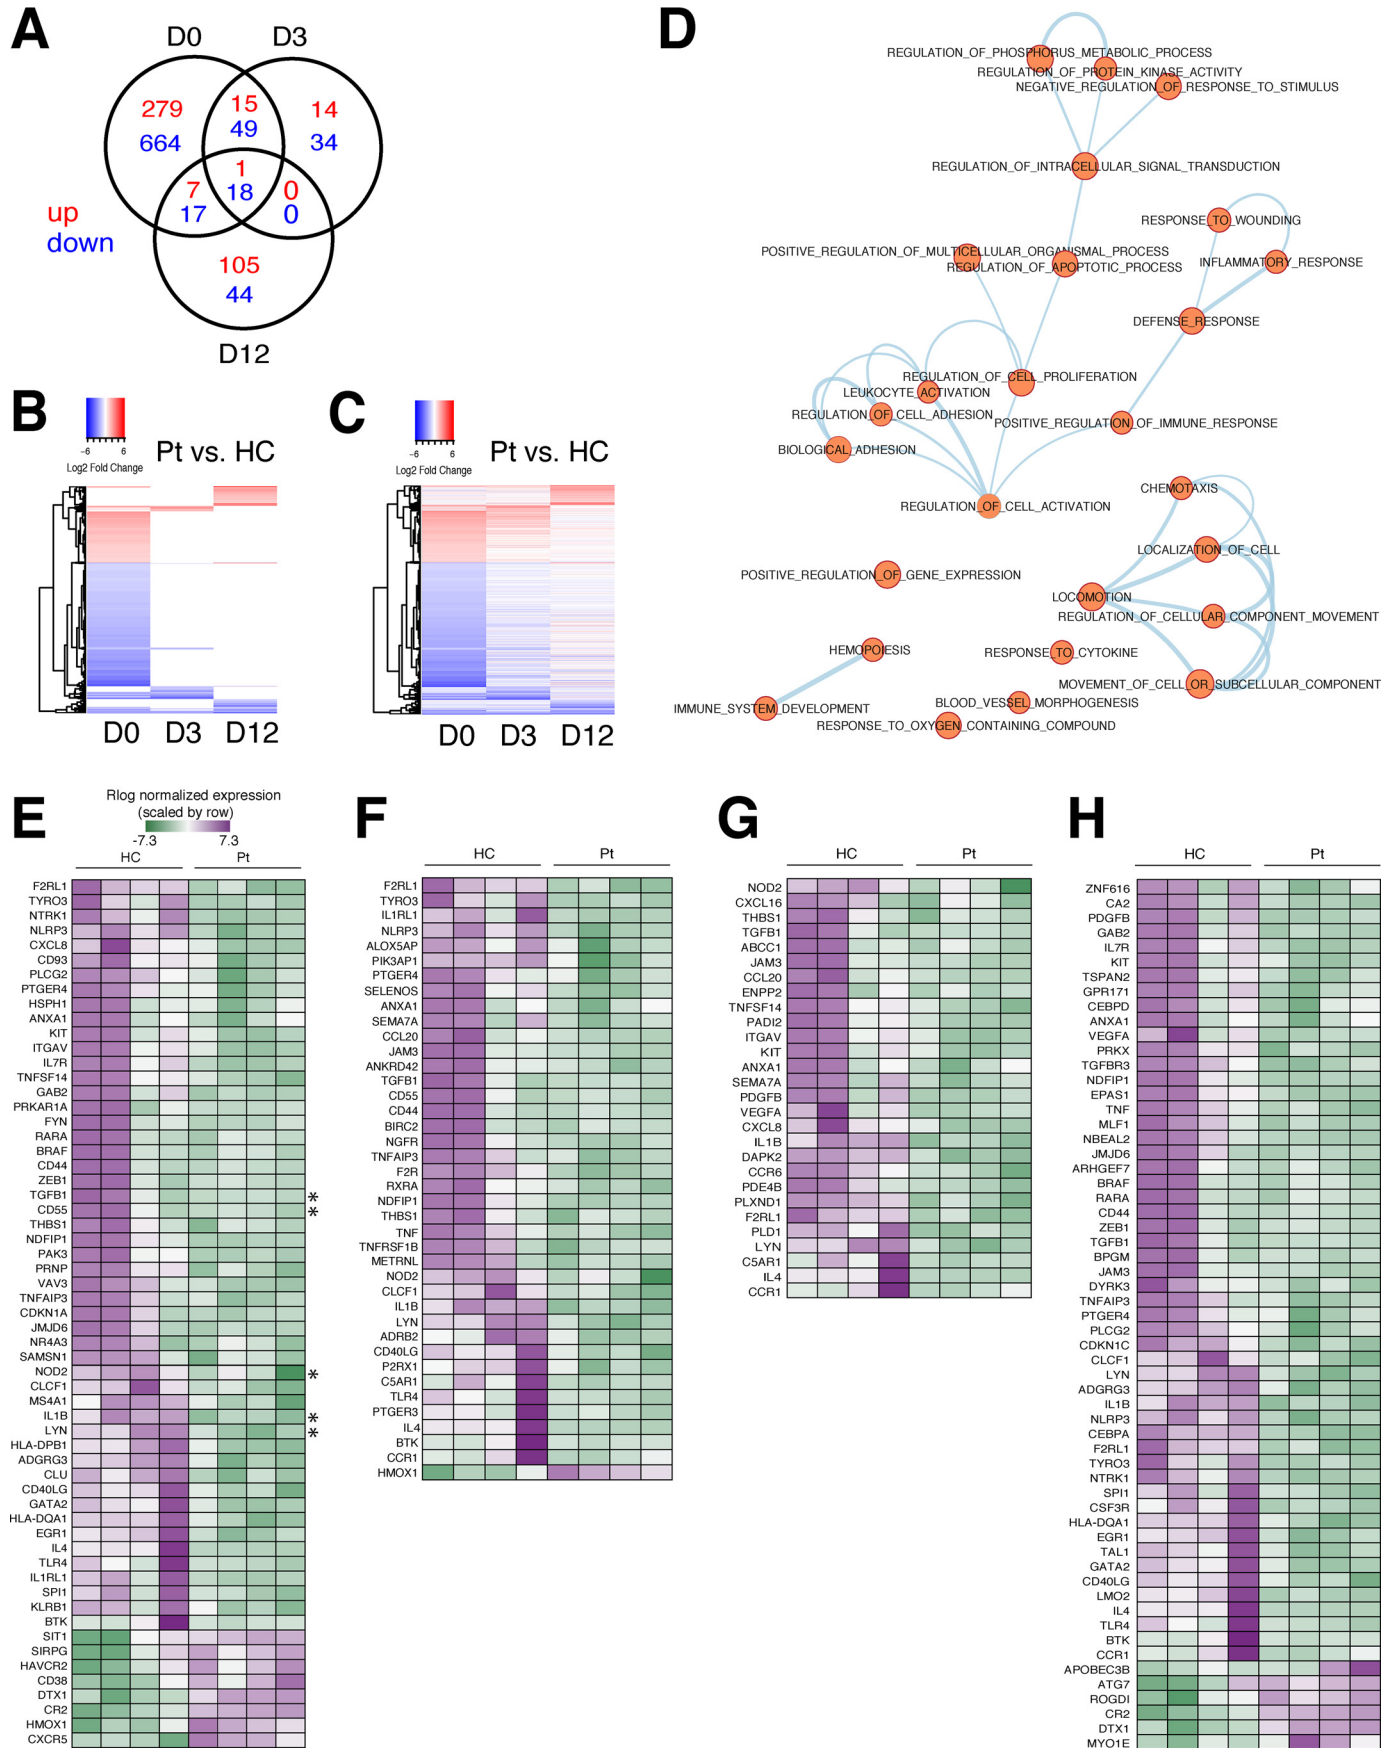 A
D0
D3
279
664
15
49
14
34
1
18
7
17
0
0
up
down
105
44
D12
B
-6 6
Log2 Fold Change
Pt vs. HC
D0 D3 D12
C
-6 6
Log2 Fold Change
Pt vs. HC
D0 D3 D12
D
REGULATION_OF_PHOSPHORUS_METABOLIC_PROCESS
REGULATION_OF_PROTEIN_KINASE_ACTIVITY
NEGATIVE_REGULATION_OF_RESPONSE_TO_STIMULUS
REGULATION_OF_INTRACELLULAR_SIGNAL_TRANSDUCTION
RESPONSE_TO_WOUNDING
POSITIVE_REGULATION_OF_MULTICELLULAR_ORGANISMAL_PROCESS
REGULATION_OF_APOPTOTIC_PROCESS
INFLAMMATORY_RESPONSE
DEFENSE_RESPONSE
REGULATION_OF_CELL_PROLIFERATION
LEUKOCYTE_ACTIVATION
REGULATION_OF_CELL_ADHESION
POSITIVE_REGULATION_OF_IMMUNE_RESPONSE
BIOLOGICAL_ADHESION
CHEMOTAXIS
REGULATION_OF_CELL_ACTIVATION
LOCALIZATION_OF_CELL
POSITIVE_REGULATION_OF_GENE_EXPRESSION
LOCOMOTION
REGULATION_OF_CELLULAR_COMPONENT_MOVEMENT
HEMOPOIESIS
RESPONSE_TO_CYTOKINE
MOVEMENT_OF_CELL_OR_SUBCELLULAR_COMPONENT
BLOOD_VESSEL_MORPHOGENESIS
IMMUNE_SYSTEM_DEVELOPMENT
RESPONSE_TO_OXYGEN_CONTAINING_COMPOUND
E
Rlog normalized expression
(scaled by row)
-7.3 7.3
HC Pt
F2RL1
TYRO3
NTRK1
NLRP3
CXCL8
CD93
PLCG2
PTGER4
HSPH1
ANXA1
KIT
ITGAV
IL7R
TNFSF14
GAB2
PRKAR1A
FYN
RARA
BRAF
CD44
ZEB1
TGFB1 *
CD55 *
THBS1
NDFIP1
PAK3
PRNP
VAV3
TNFAIP3
CDKN1A
JMJD6
NR4A3
SAMSN1
NOD2 *
CLCF1
MS4A1
IL1B *
LYN *
HLA-DPB1
ADGRG3
CLU
CD40LG
GATA2
HLA-DQA1
EGR1
IL4
TLR4
IL1RL1
SPI1
KLRB1
BTK
SIT1
SIRPG
HAVCR2
CD38
DTX1
CR2
HMOX1
CXCR5
F
HC Pt
F2RL1
TYRO3
IL1RL1
NLRP3
ALOX5AP
PIK3AP1
PTGER4
SELENOS
ANXA1
SEMA7A
CCL20
JAM3
ANKRD42
TGFB1
CD55
CD44
BIRC2
NGFR
TNFAIP3
F2R
RXRA
NDFIP1
THBS1
TNF
TNFRSF1B
METRNL
NOD2
CLCF1
IL1B
LYN
ADRB2
CD40LG
P2RX1
C5AR1
TLR4
PTGER3
IL4
BTK
CCR1
HMOX1
G
HC Pt
NOD2
CXCL16
THBS1
TGFB1
ABCC1
JAM3
CCL20
ENPP2
TNFSF14
PADI2
ITGAV
KIT
ANXA1
SEMA7A
PDGFB
VEGFA
CXCL8
IL1B
DAPK2
CCR6
PDE4B
PLXND1
F2RL1
PLD1
LYN
C5AR1
IL4
CCR1
H
HC Pt
ZNF616
CA2
PDGFB
GAB2
IL7R
KIT
TSPAN2
GPR171
CEBPD
ANXA1
VEGFA
PRKX
TGFBR3
NDFIP1
EPAS1
TNF
MLF1
NBEAL2
JMJD6
ARHGEF7
BRAF
RARA
CD44
ZEB1
TGFB1
BPGM
JAM3
DYRK3
TNFAIP3
PTGER4
PLCG2
CDKN1C
CLCF1
LYN
ADGRG3
IL1B
NLRP3
CEBPA
F2RL1
TYRO3
NTRK1
SPI1
CSF3R
HLA-DQA1
EGR1
TAL1
GATA2
CD40LG
LMO2
IL4
TLR4
BTK
CCR1
APOBEC3B
ATG7
ROGDI
CR2
DTX1
MYO1E